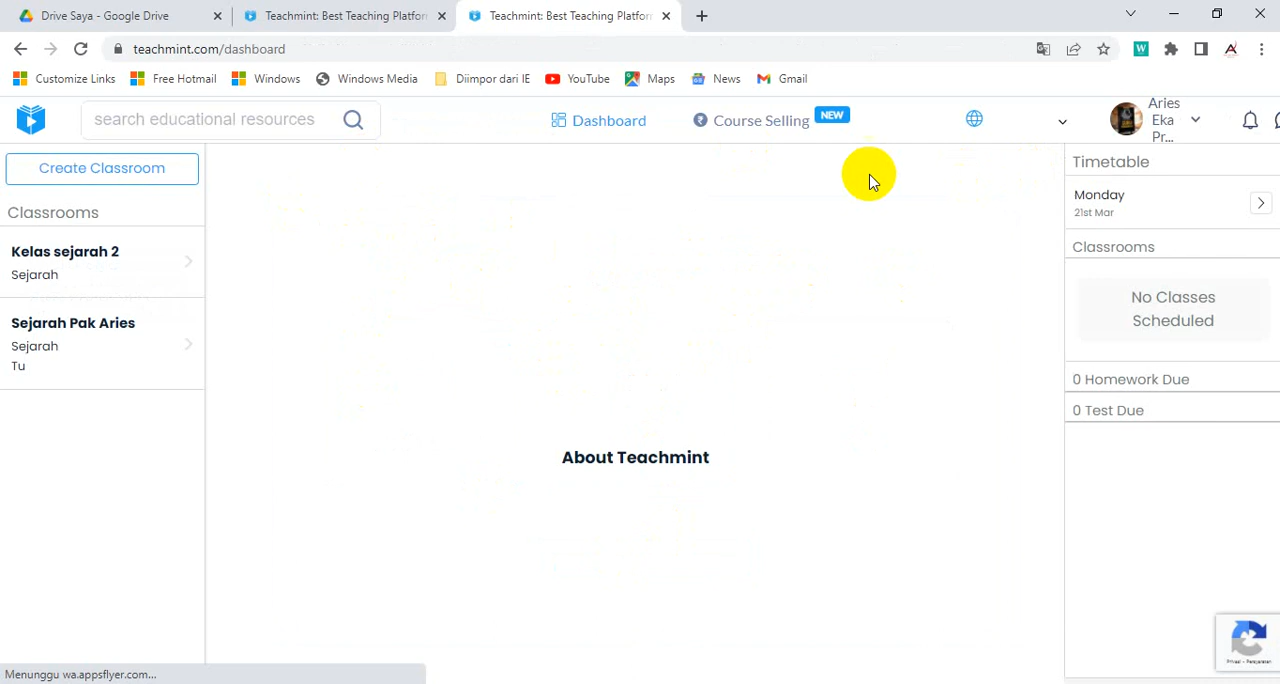 Drive Saya - Google Drive
Teachmint: Best Teaching Platfor
Teachmint: Best Teaching Platfor
teachmint.com/dashboard
Customize Links
Free Hotmail
Windows
Windows Media
Diimpor dari IE
YouTube
Maps
News
Gmail
search educational resources
Dashboard
Course Selling
NEW
Aries
Eka
Pr...
Create Classroom
Classrooms
Kelas sejarah 2
Sejarah
Sejarah Pak Aries
Sejarah
Tu
About Teachmint
Timetable
Monday
21st Mar
Classrooms
No Classes
Scheduled
0 Homework Due
0 Test Due
Menunggu wa.appsflyer.com...